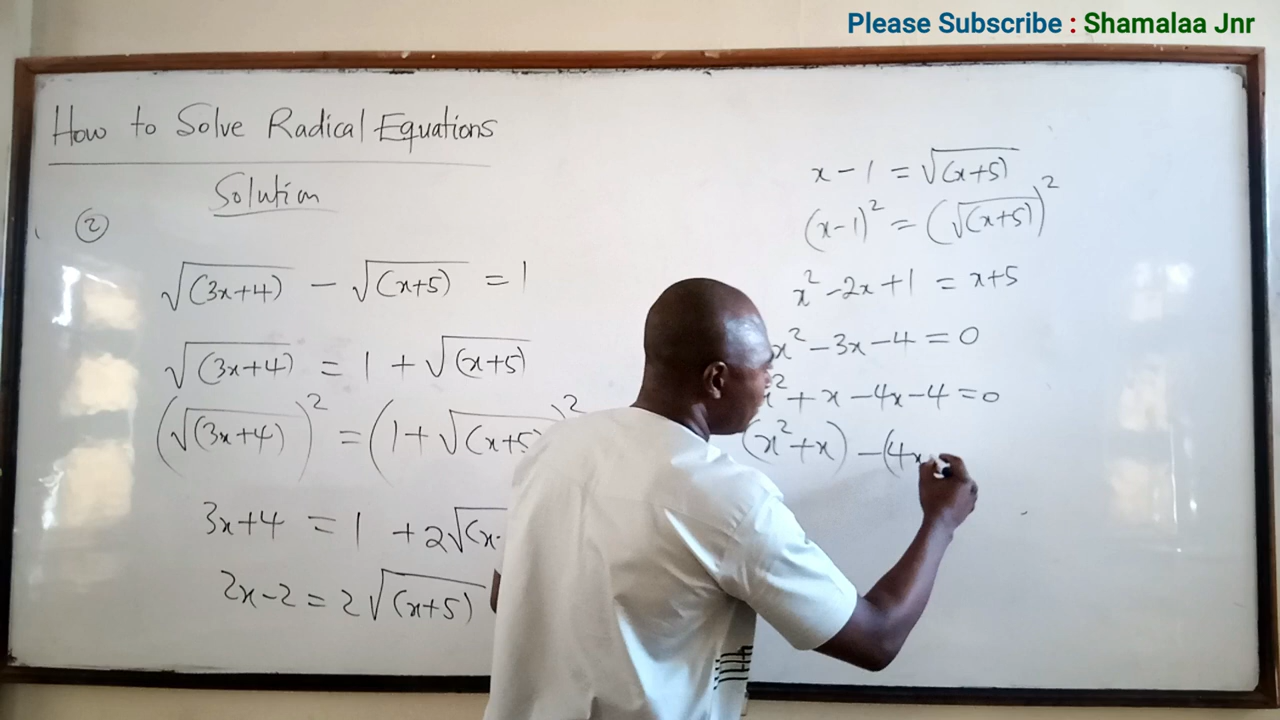 Please Subscribe : Shamalaa Jnr
How to Solve Radical Equations
Solution
②
√(3x+4) − √(x+5) = 1
√(3x+4) = 1 + √(x+5)
(√(3x+4))² = (1+ √(x+5)²
3x+4 = 1 + 2√(x
2x-2 = 2√(x+5)
x − 1 = √(x+5)
(x-1)² = (√(x+5))²
x² -2x+1 = x+5
x² − 3x − 4 = 0
x² + x − 4x − 4 = 0
(x²+x) − (4x